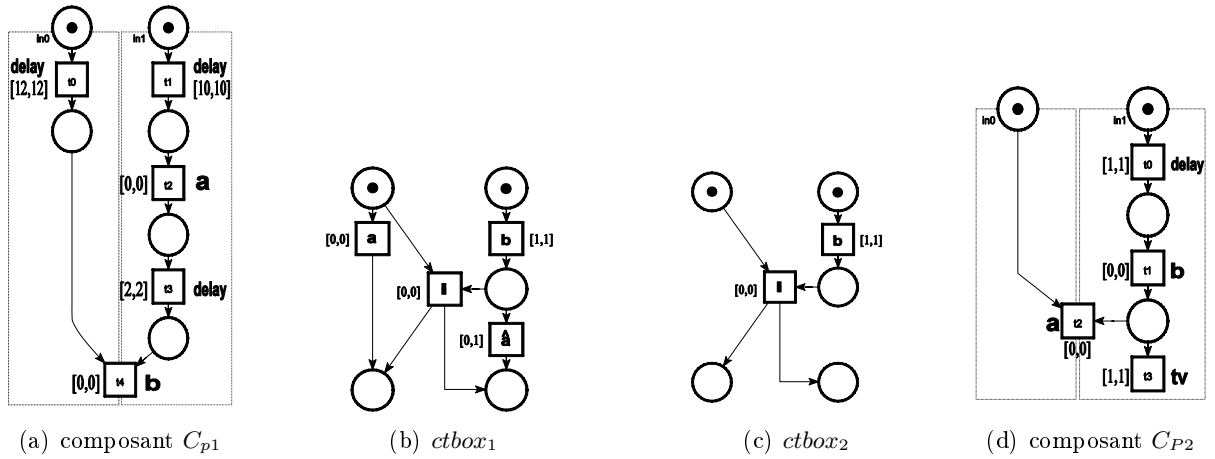 in0
in1
delay
[12,12]
t0
t1
delay
[10,10]
[0,0]
t2
a
[2,2]
t3
delay
[0,0]
t4
b
[0,0]
a
b
[1,1]
[0,0]
[0,1]
b
[1,1]
[0,0]
in0
in1
[1,1]
t0
delay
[0,0]
t1
b
a
t2
[0,0]
[1,1]
t3
tv
(a) composant Cp1
(b) ctbox1
(c) ctbox2
(d) composant CP2